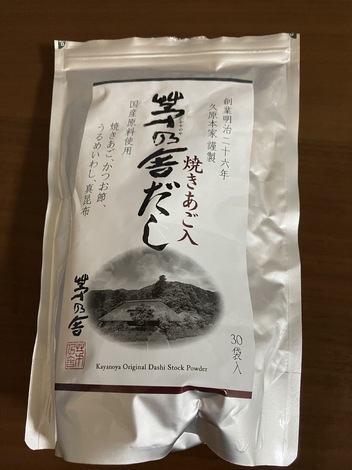 創業明治二十六年
久原本家 謹製
焼きあご入
茅乃舎だし
国産原料使用
焼きあご、かつお節、
うるめいわし、真昆布
茅乃舎
30袋入
Kayanoya Original Dashi Stock Powder